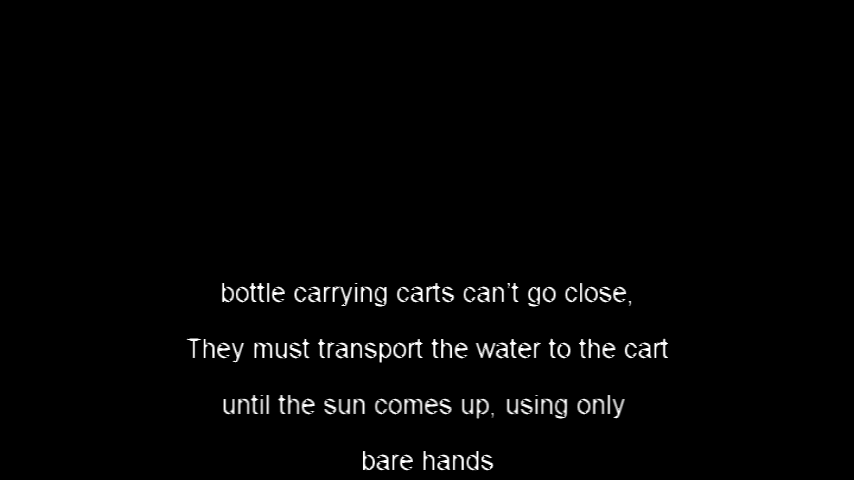 bottle carrying carts can’t go close,
They must transport the water to the cart
until the sun comes up, using only
bare hands